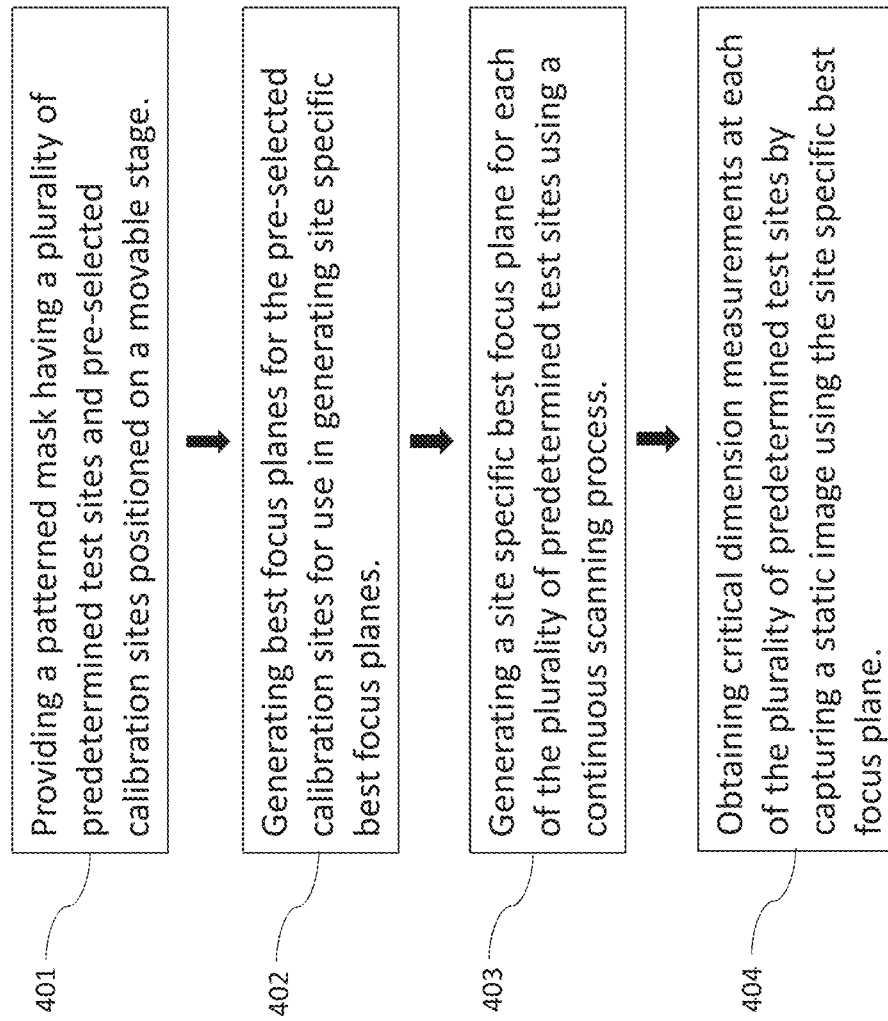 401
Providing a patterned mask having a plurality of
predetermined test sites and pre-selected
calibration sites positioned on a movable stage.
402
Generating best focus planes for the pre-selected
calibration sites for use in generating site specific
best focus planes.
403
Generating a site specific best focus plane for each
of the plurality of predetermined test sites using a
continuous scanning process.
404
Obtaining critical dimension measurements at each
of the plurality of predetermined test sites by
capturing a static image using the site specific best
focus plane.